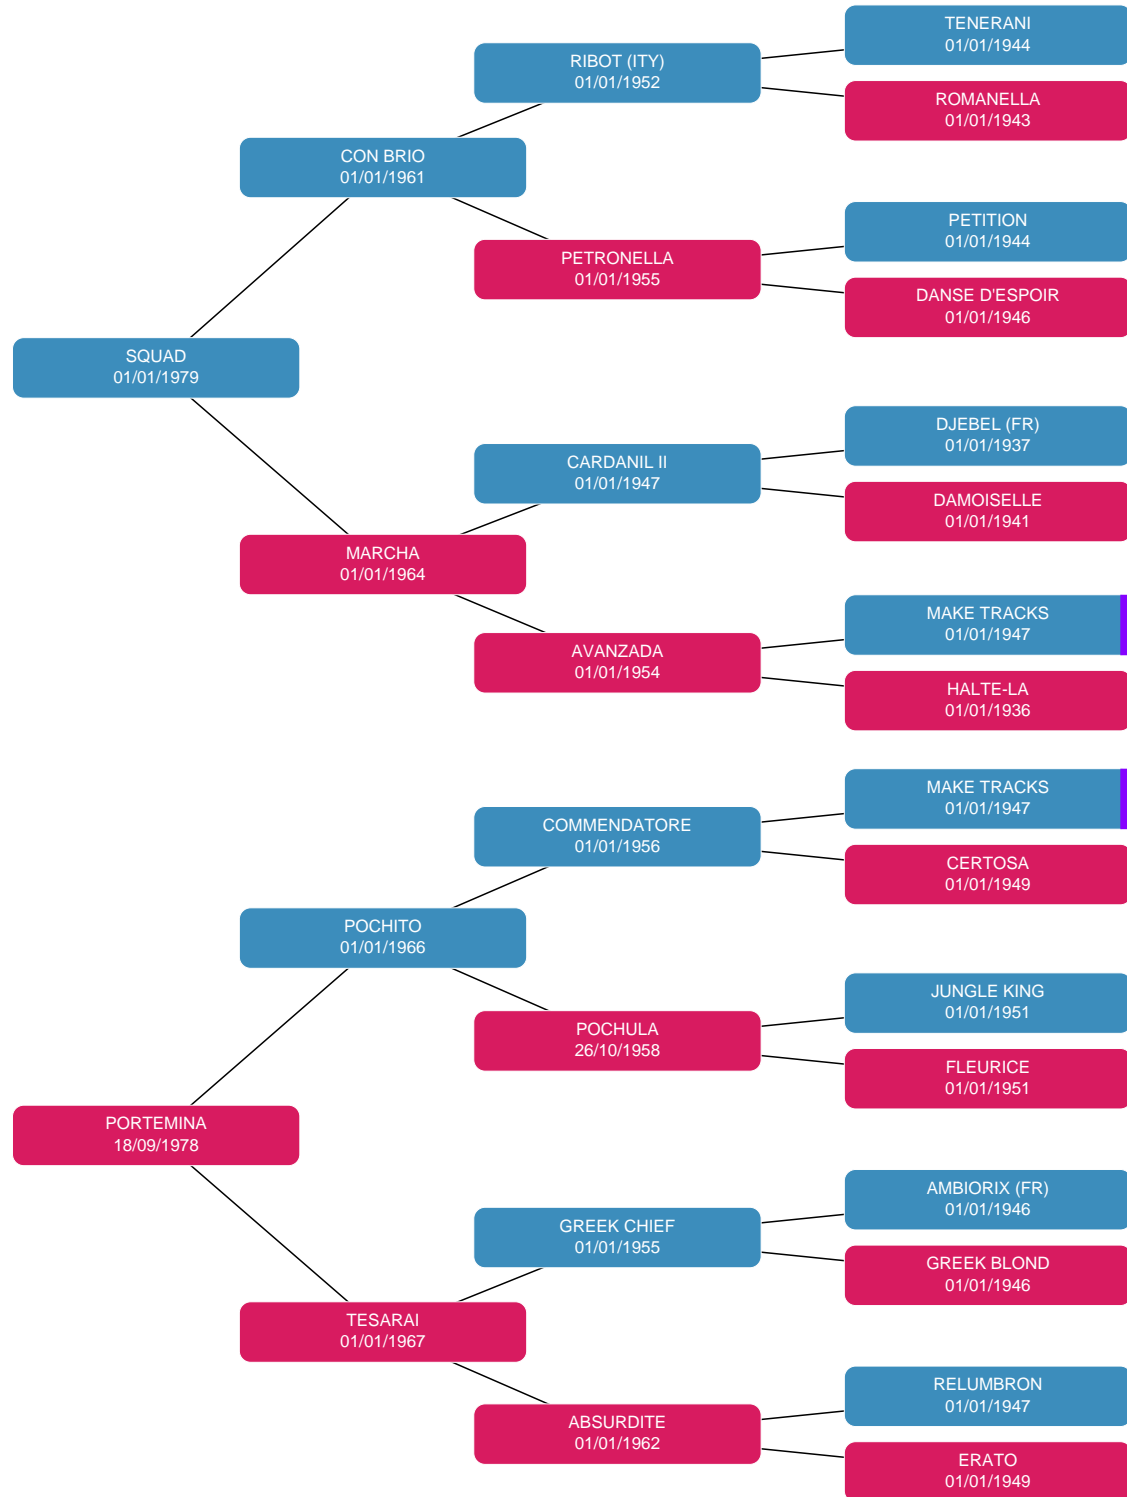 TENERANI
01/01/1944
RIBOT (ITY)
01/01/1952
ROMANELLA
01/01/1943
CON BRIO
01/01/1961
PETITION
01/01/1944
PETRONELLA
01/01/1955
DANSE D'ESPOIR
01/01/1946
SQUAD
01/01/1979
DJEBEL (FR)
01/01/1937
CARDANIL II
01/01/1947
DAMOISELLE
01/01/1941
MARCHA
01/01/1964
MAKE TRACKS
01/01/1947
AVANZADA
01/01/1954
HALTE-LA
01/01/1936
MAKE TRACKS
01/01/1947
COMMENDATORE
01/01/1956
CERTOSA
01/01/1949
POCHITO
01/01/1966
JUNGLE KING
01/01/1951
POCHULA
26/10/1958
FLEURICE
01/01/1951
PORTEMINA
18/09/1978
AMBIORIX (FR)
01/01/1946
GREEK CHIEF
01/01/1955
GREEK BLOND
01/01/1946
TESARAI
01/01/1967
RELUMBRON
01/01/1947
ABSURDITE
01/01/1962
ERATO
01/01/1949